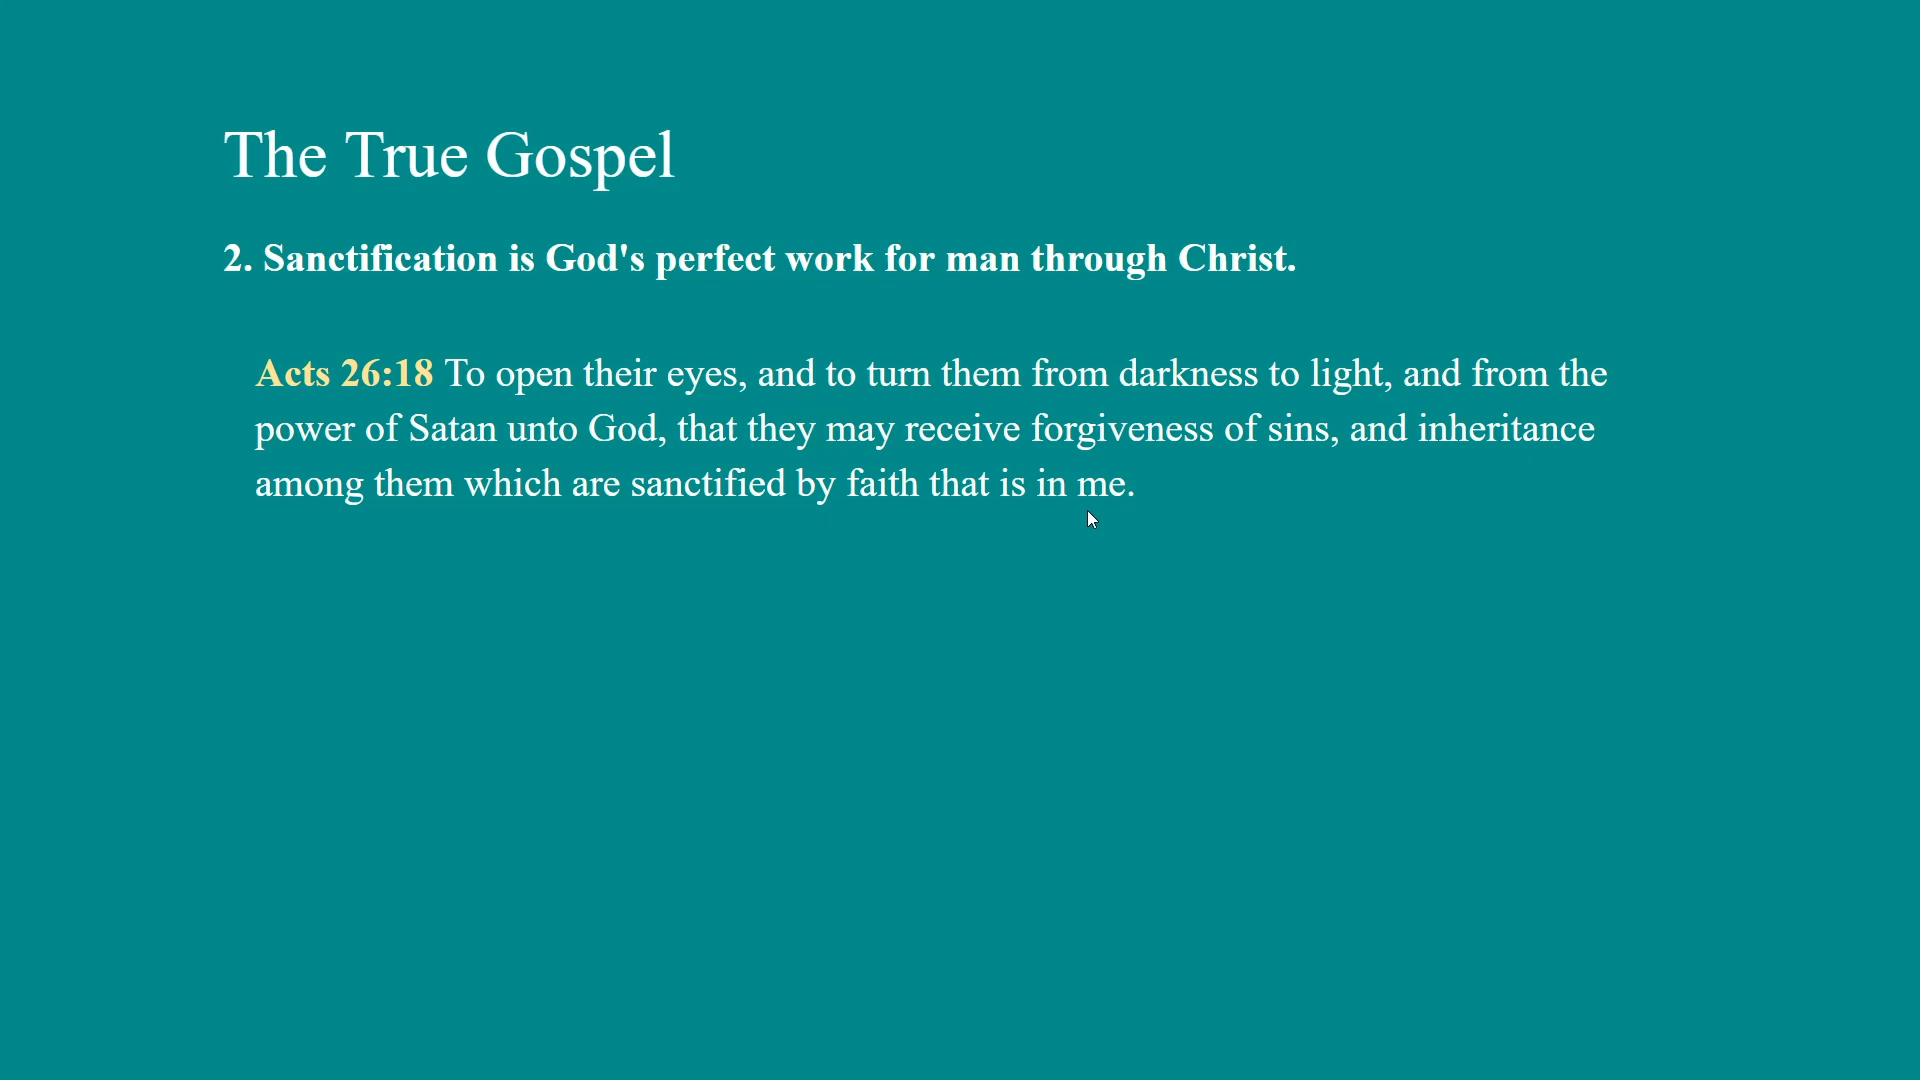 The True Gospel
2. Sanctification is God's perfect work for man through Christ.
Acts 26:18 To open their eyes, and to turn them from darkness to light, and from the
power of Satan unto God, that they may receive forgiveness of sins, and inheritance
among them which are sanctified by faith that is in me.